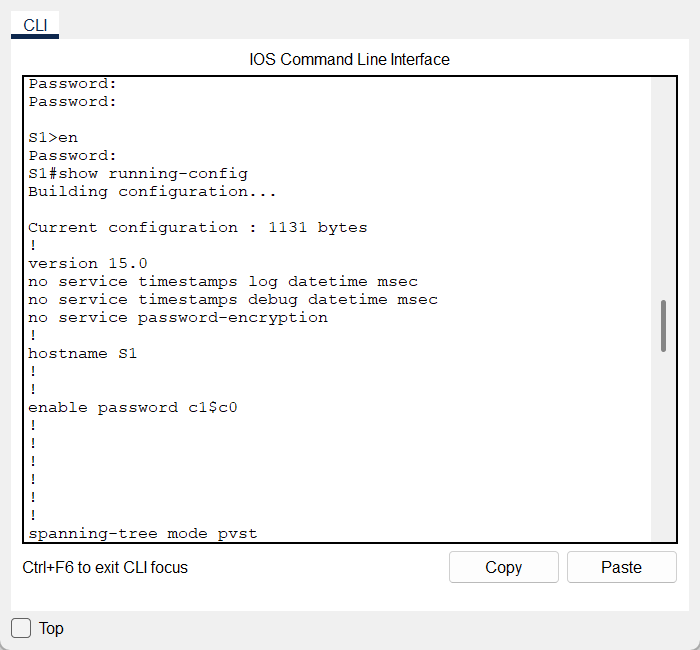 CLI
IOS Command Line Interface
Password:
Password:
S1>en
Password:
S1#show running-config
Building configuration...
Current configuration : 1131 bytes
!
version 15.0
no service timestamps log datetime msec
no service timestamps debug datetime msec
no service password-encryption
!
hostname S1
!
!
enable password c1$c0
!
!
!
!
!
!
spanning-tree mode pvst
Ctrl+F6 to exit CLI focus
Copy
Paste
Top